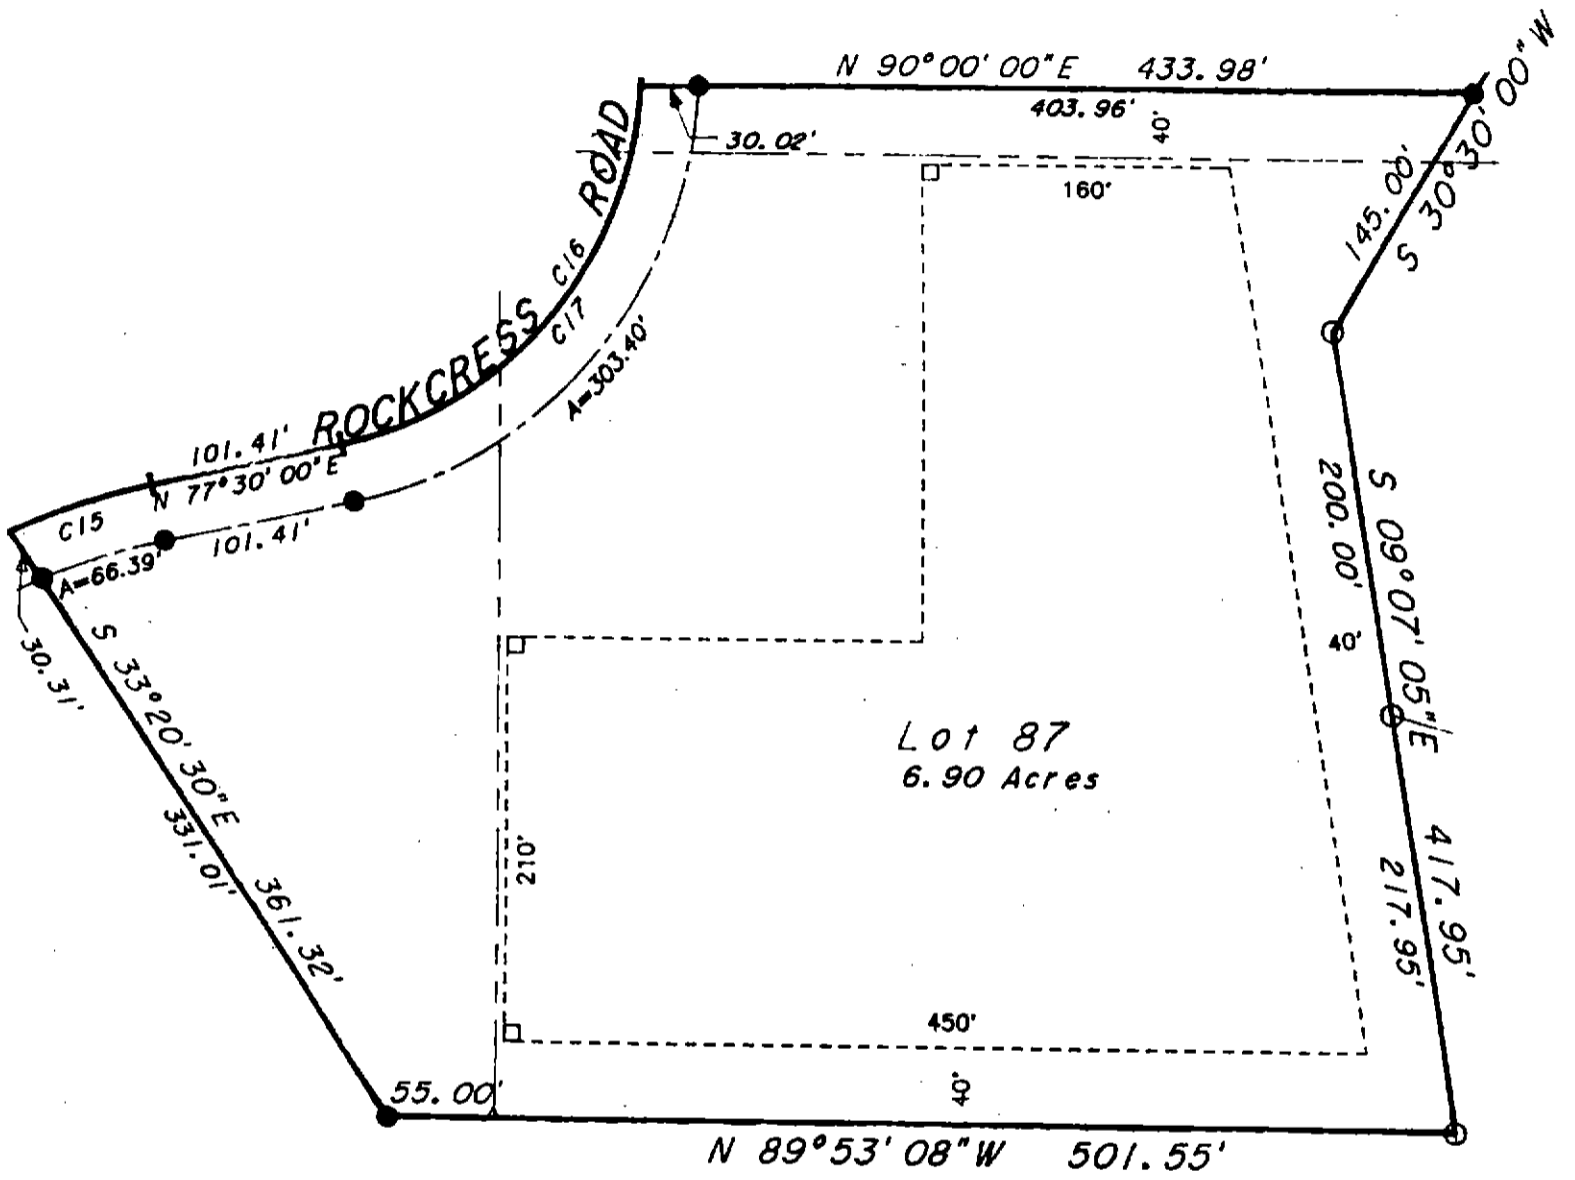 N 90°00'00"E 433.98'
403.96'
30.02'
40'
160'
S 30°30'00"W
145.00'
ROCKCRESS ROAD
C16
C17
A=303.40'
101.41'
N 77°30'00"E
C15
101.41'
A=66.39'
30.31'
S 33°20'30"E
331.01'
361.32'
S 09°07'05"E 417.95'
200.00'
40'
217.95'
Lot 87
6.90 Acres
210'
450'
40'
55.00'
N 89°53'08"W 501.55'